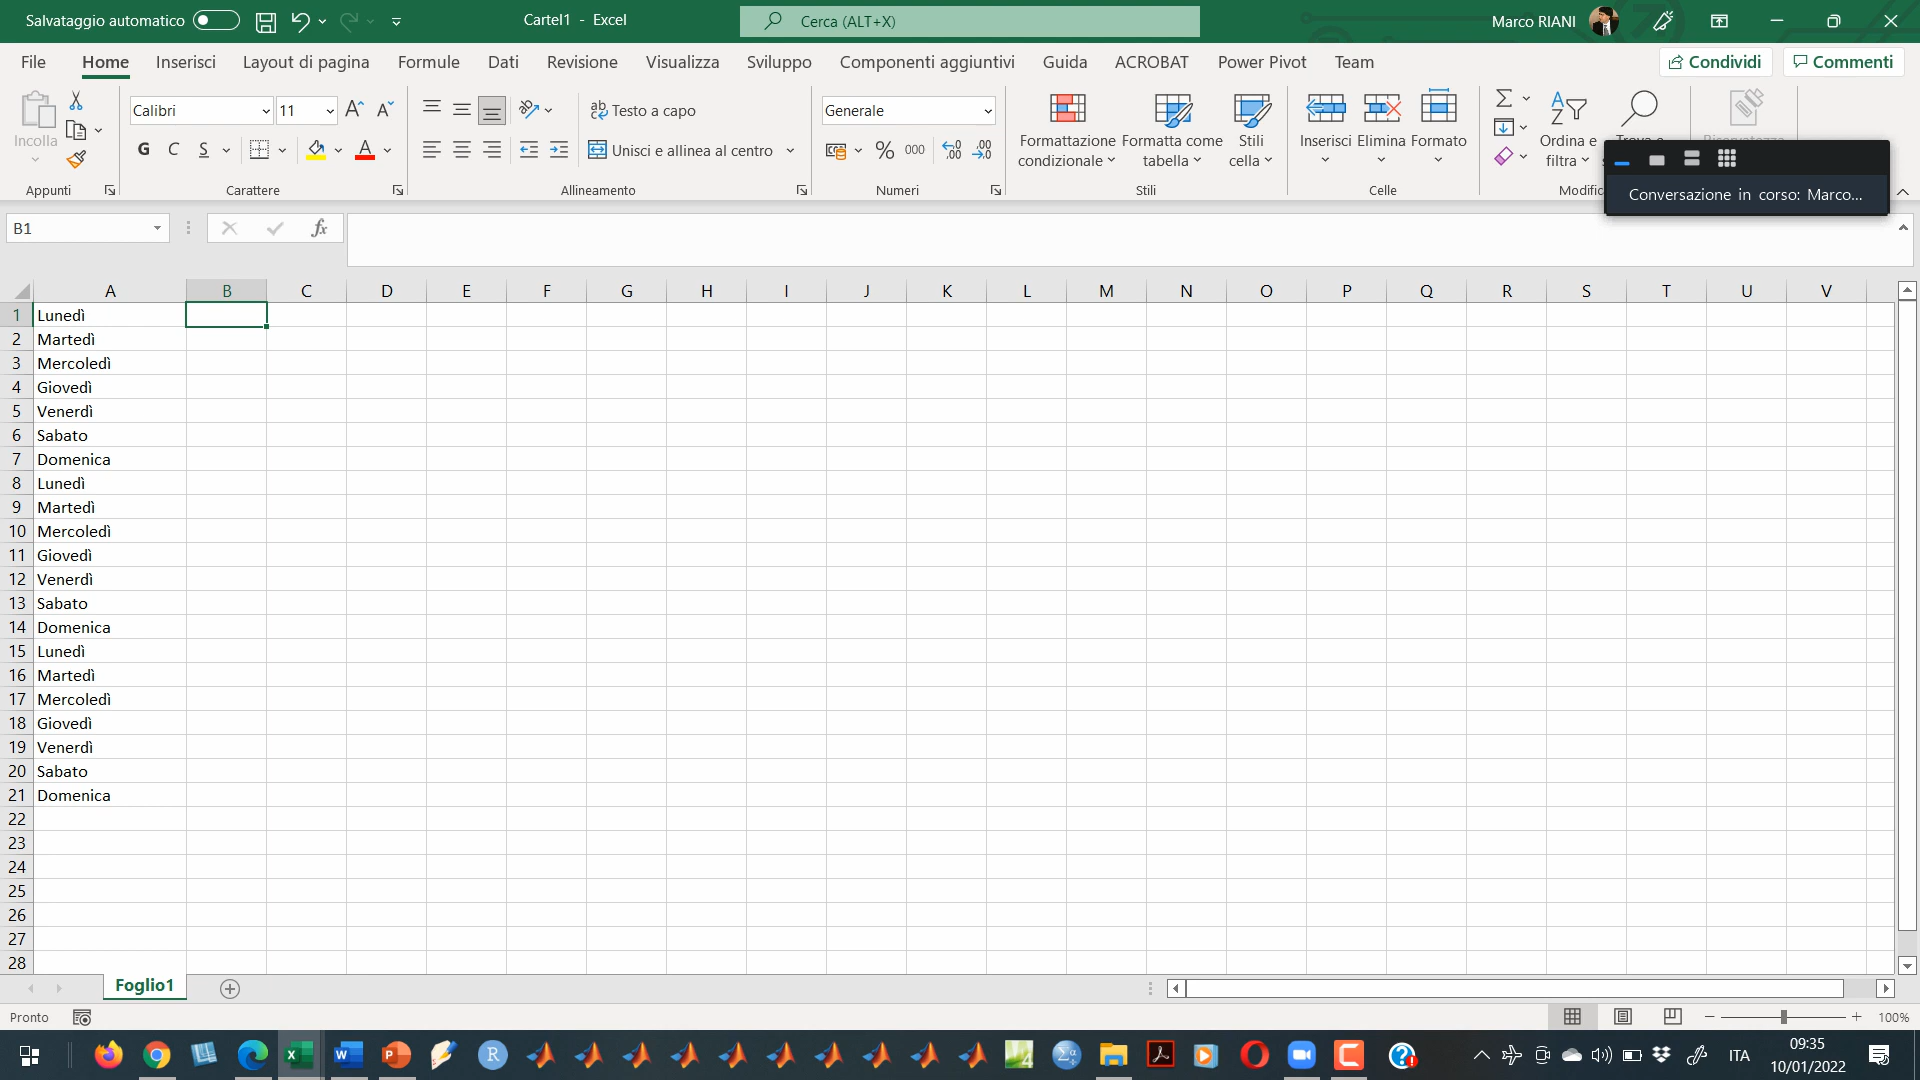 Salvataggio automatico
Cartel1 - Excel
Cerca (ALT+X)
Marco RIANI
File Home Inserisci Layout di pagina Formule Dati Revisione Visualizza Sviluppo Componenti aggiuntivi Guida ACROBAT Power Pivot Team Condividi Commenti
Incolla
Calibri 11
Testo a capo
G C S
Unisci e allinea al centro
Generale
% 000
Formattazione condizionale
Formatta come tabella
Stili cella
Inserisci Elimina Formato
Ordina e filtra
Appunti Carattere Allineamento Numeri Stili Celle
Conversazione in corso: Marco...
B1 fx
A B C D E F G H I J K L M N O P Q R S T U V
1 Lunedì
2 Martedì
3 Mercoledì
4 Giovedì
5 Venerdì
6 Sabato
7 Domenica
8 Lunedì
9 Martedì
10 Mercoledì
11 Giovedì
12 Venerdì
13 Sabato
14 Domenica
15 Lunedì
16 Martedì
17 Mercoledì
18 Giovedì
19 Venerdì
20 Sabato
21 Domenica
22
23
24
25
26
27
28
Foglio1
Pronto
100%
ITA
09:35
10/01/2022